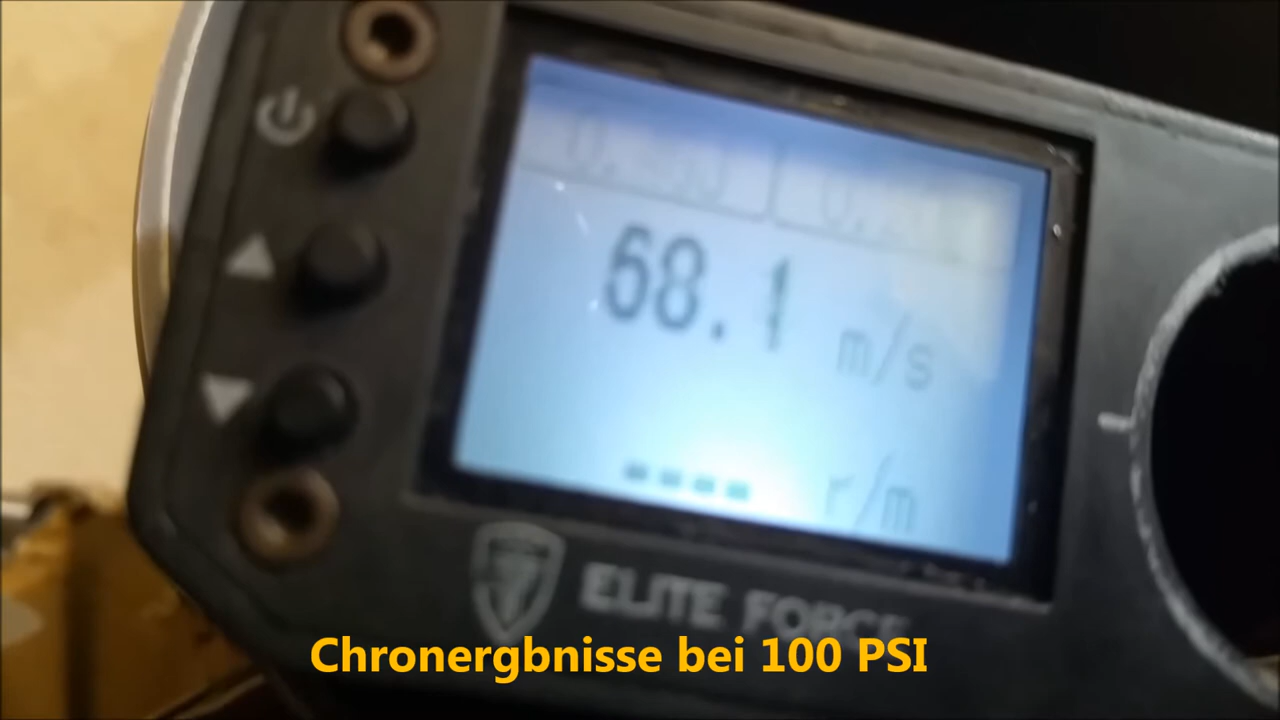 68.1 m/s
---- r/m
ELITE FORCE
Chronergbnisse bei 100 PSI